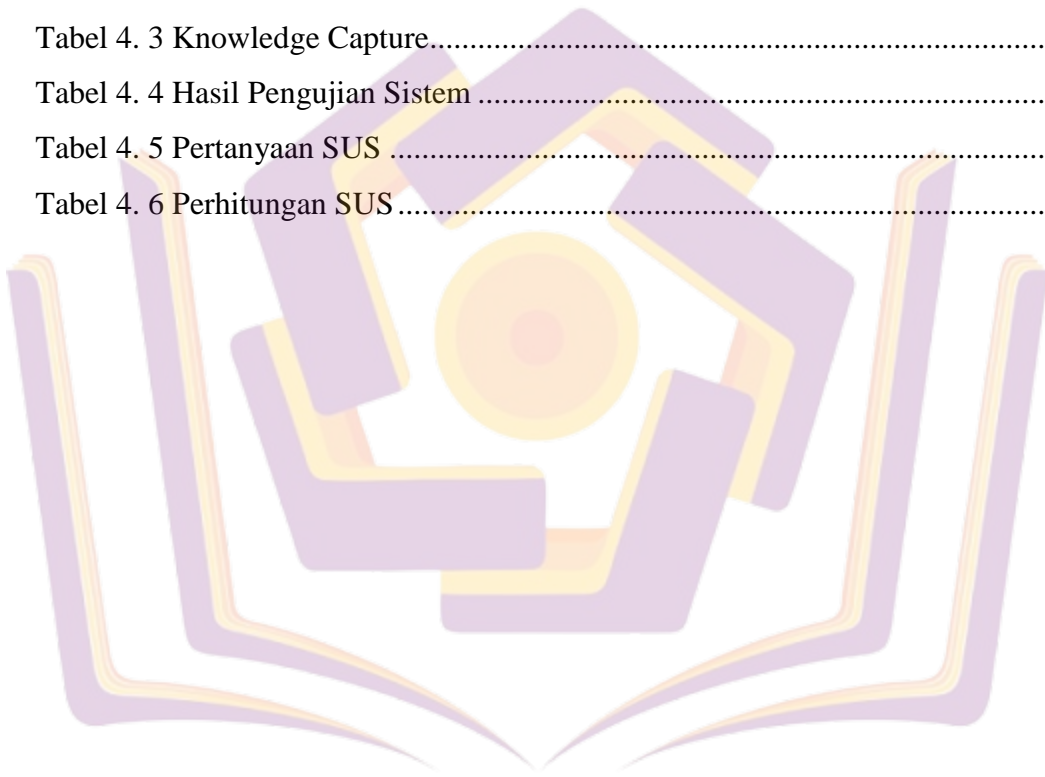 Tabel 4. 3 Knowledge Capture..............................................................................
Tabel 4. 4 Hasil Pengujian Sistem ........................................................................
Tabel 4. 5 Pertanyaan SUS ...................................................................................
Tabel 4. 6 Perhitungan SUS..................................................................................